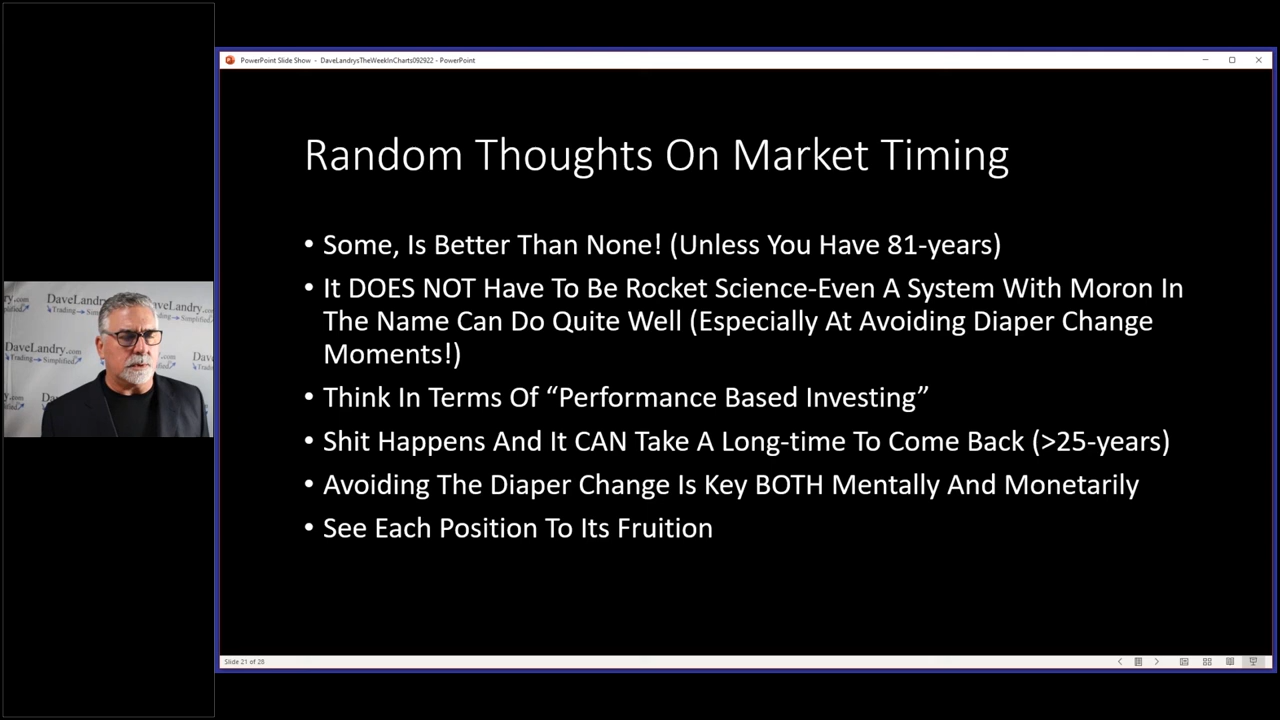 PowerPoint Slide Show - DaveLandrysTheWeekInCharts092922 - PowerPoint
Random Thoughts On Market Timing
• Some, Is Better Than None! (Unless You Have 81-years)
• It DOES NOT Have To Be Rocket Science-Even A System With Moron In
The Name Can Do Quite Well (Especially At Avoiding Diaper Change
Moments!)
• Think In Terms Of “Performance Based Investing”
• Shit Happens And It CAN Take A Long-time To Come Back (>25-years)
• Avoiding The Diaper Change Is Key BOTH Mentally And Monetarily
• See Each Position To Its Fruition
DaveLandry.com
Trading Simplified
DaveLandry.com
Trading Simplified
Slide 21 of 28